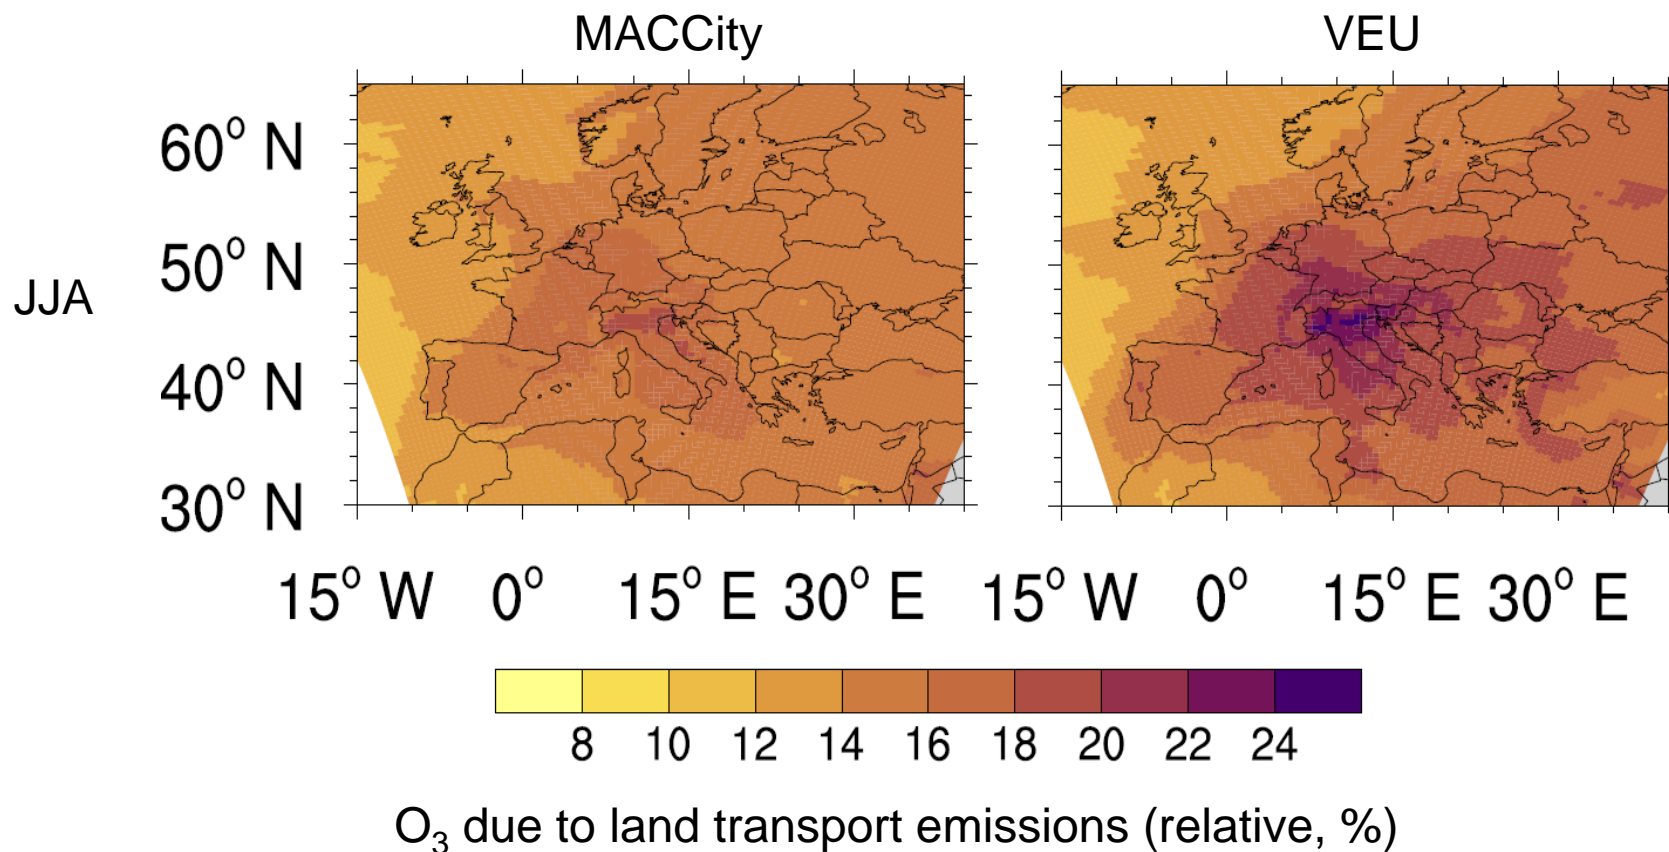 MACCity VEU
60° N
50° N
JJA
40° N
30° N
15° W 0° 15° E 30° E 15° W 0° 15° E 30° E
8 10 12 14 16 18 20 22 24
O₃ due to land transport emissions (relative, %)